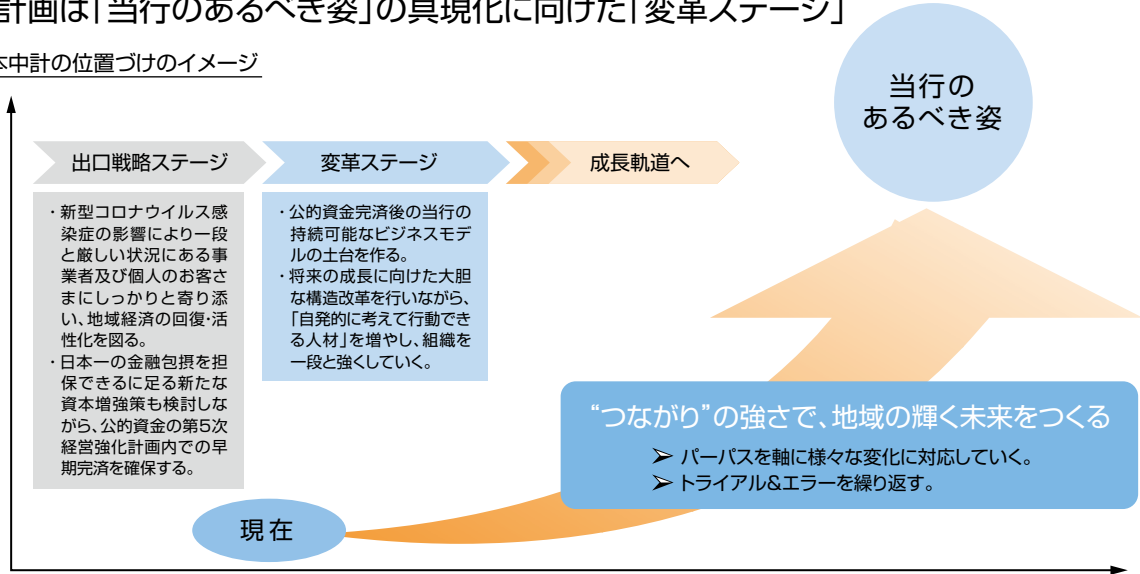 計画は「当行のあるべき姿」の具現化に向けた「変革ステージ」
本中計の位置づけのイメージ
当行の
あるべき姿
出口戦略ステージ
変革ステージ
成長軌道へ
・新型コロナウイルス感
染症の影響により一段
と厳しい状況にある事
業者及び個人のお客さ
まにしっかりと寄り添
い、地域経済の回復・活
性化を図る。
・日本一の金融包摂を担
保できるに足る新たな
資本増強策も検討しな
がら、公的資金の第5次
経営強化計画内での早
期完済を確保する。
・公的資金完済後の当行の
持続可能なビジネスモデ
ルの土台を作る。
・将来の成長に向けた大胆
な構造改革を行いながら、
「自発的に考えて行動でき
る人材」を増やし、組織を
一段と強くしていく。
“つながり”の強さで、地域の輝く未来をつくる
➢ パーパスを軸に様々な変化に対応していく。
➢ トライアル&エラーを繰り返す。
現在